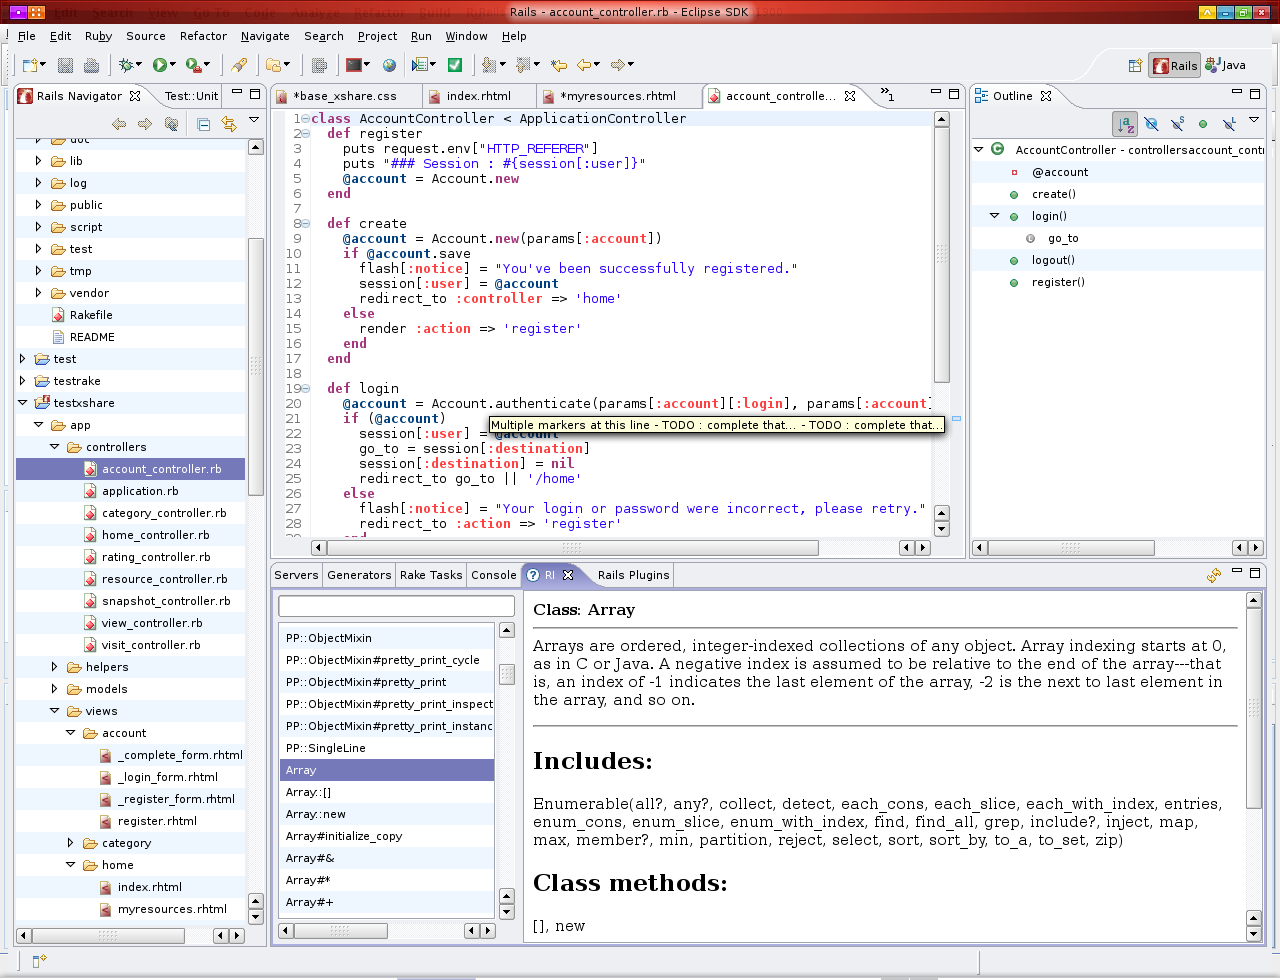 Rails - account_controller.rb - Eclipse SDK
File Edit Ruby Source Refactor Navigate Search Project Run Window Help
Rails Java
Rails Navigator
Test::Unit
doc
lib
log
public
script
test
tmp
vendor
Rakefile
README
test
testrake
testxshare
app
controllers
account_controller.rb
application.rb
category_controller.rb
home_controller.rb
rating_controller.rb
resource_controller.rb
snapshot_controller.rb
view_controller.rb
visit_controller.rb
helpers
models
views
account
_complete_form.rhtml
_login_form.rhtml
_register_form.rhtml
register.rhtml
category
home
index.rhtml
myresources.rhtml
*base_xshare.css
index.rhtml
*myresources.rhtml
account_controlle...
»1
1 class AccountController < ApplicationController
2 def register
3 puts request.env["HTTP_REFERER"]
4 puts "### Session : #{session[:user]}"
5 @account = Account.new
6 end
7
8 def create
9 @account = Account.new(params[:account])
10 if @account.save
11 flash[:notice] = "You've been successfully registered."
12 session[:user] = @account
13 redirect_to :controller => 'home'
14 else
15 render :action => 'register'
16 end
17 end
18
19 def login
20 @account = Account.authenticate(params[:account][:login], params[:account]
21 if (@account)
Multiple markers at this line - TODO : complete that... - TODO : complete that...
22 session[:user] = @account
23 go_to = session[:destination]
24 session[:destination] = nil
25 redirect_to go_to || '/home'
26 else
27 flash[:notice] = "Your login or password were incorrect, please retry."
28 redirect_to :action => 'register'
29 end
Outline
AccountController - controllersaccount_contr
@account
create()
login()
go_to
logout()
register()
Servers
Generators
Rake Tasks
Console
RI
Rails Plugins
PP::ObjectMixin
PP::ObjectMixin#pretty_print_cycle
PP::ObjectMixin#pretty_print
PP::ObjectMixin#pretty_print_inspect
PP::ObjectMixin#pretty_print_instanc
PP::SingleLine
Array
Array::[]
Array::new
Array#initialize_copy
Array#&
Array#*
Array#+
Class: Array
Arrays are ordered, integer-indexed collections of any object. Array indexing starts at 0,
as in C or Java. A negative index is assumed to be relative to the end of the array---that
is, an index of -1 indicates the last element of the array, -2 is the next to last element in
the array, and so on.
Includes:
Enumerable(all?, any?, collect, detect, each_cons, each_slice, each_with_index, entries,
enum_cons, enum_slice, enum_with_index, find, find_all, grep, include?, inject, map,
max, member?, min, partition, reject, select, sort, sort_by, to_a, to_set, zip)
Class methods:
[], new